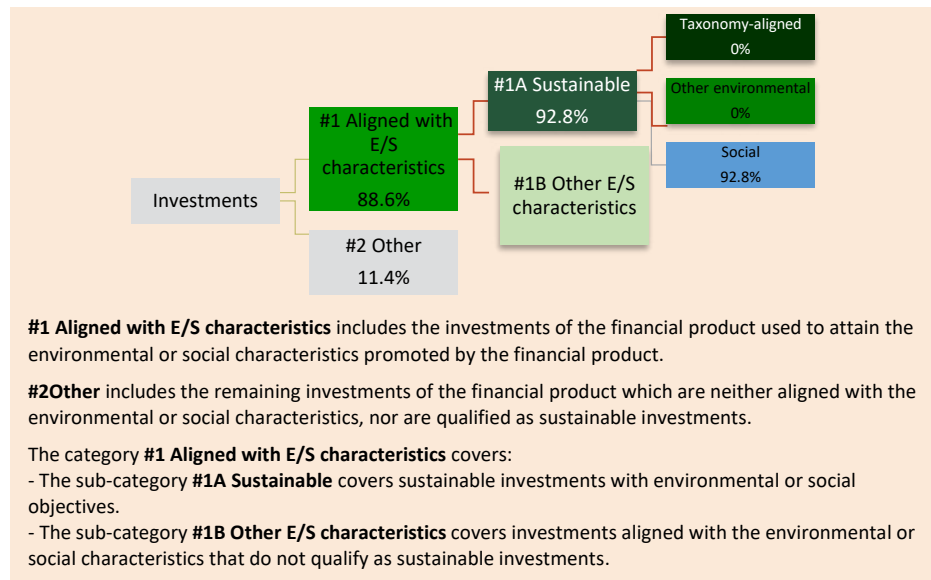 Taxonomy-aligned
0%
#1A Sustainable
92.8%
Other environmental
0%
#1 Aligned with
E/S
characteristics
88.6%
Social
92.8%
#1B Other E/S
characteristics
Investments
#2 Other
11.4%
#1 Aligned with E/S characteristics includes the investments of the financial product used to attain the
environmental or social characteristics promoted by the financial product.
#2Other includes the remaining investments of the financial product which are neither aligned with the
environmental or social characteristics, nor are qualified as sustainable investments.
The category #1 Aligned with E/S characteristics covers:
- The sub-category #1A Sustainable covers sustainable investments with environmental or social
objectives.
- The sub-category #1B Other E/S characteristics covers investments aligned with the environmental or
social characteristics that do not qualify as sustainable investments.